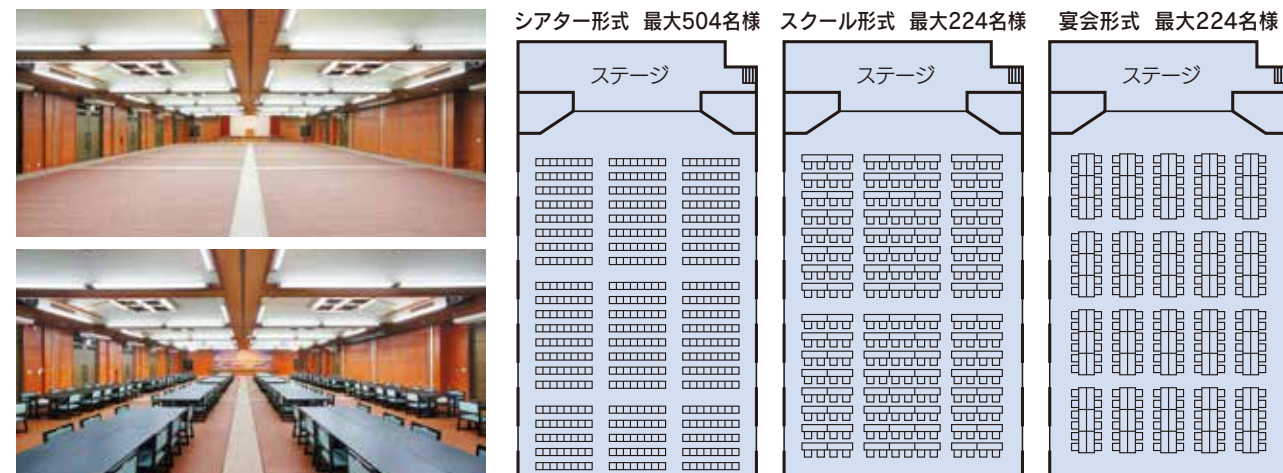 シアター形式 最大504名様
スクール形式 最大224名様
宴会形式 最大224名様
ステージ
ステージ
ステージ